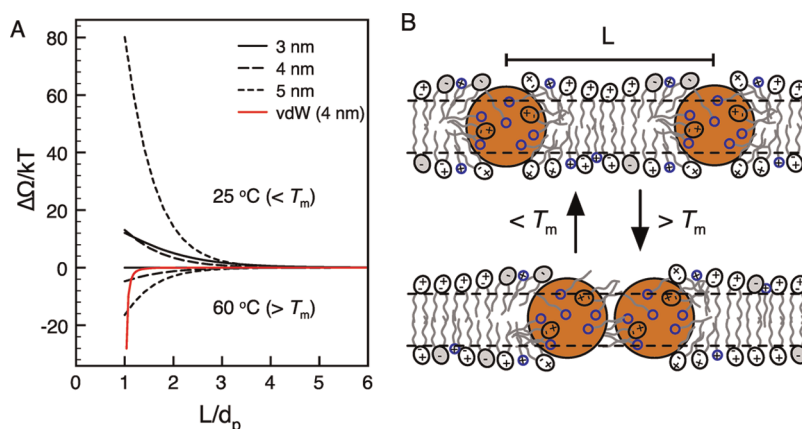 A
80
60
40
20
0
-20
ΔΩ/kT
3 nm
4 nm
5 nm
vdW (4 nm)
25 °C (< Tm)
60 °C (> Tm)
0 1 2 3 4 5 6
L/dp
B
L
< Tm
> Tm